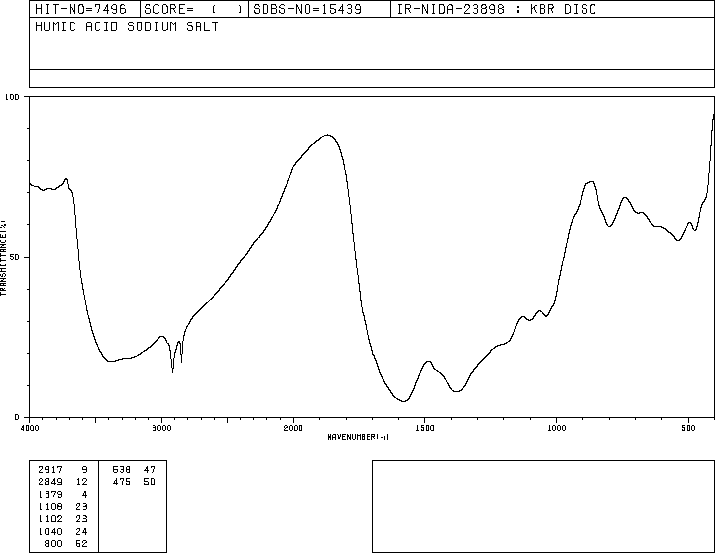 HIT-NO=7496 SCORE= ( ) SDBS-NO=15439 IR-NIDA-23898 : KBR DISC
HUMIC ACID SODIUM SALT
100
TRANSMITTANCE(%)
50
0
4000 3000 2000 1500 1000 500
WAVENUMBER(-1)
2917 9 538 47
2849 12 475 50
1379 4
1108 29
1102 23
1040 24
800 62